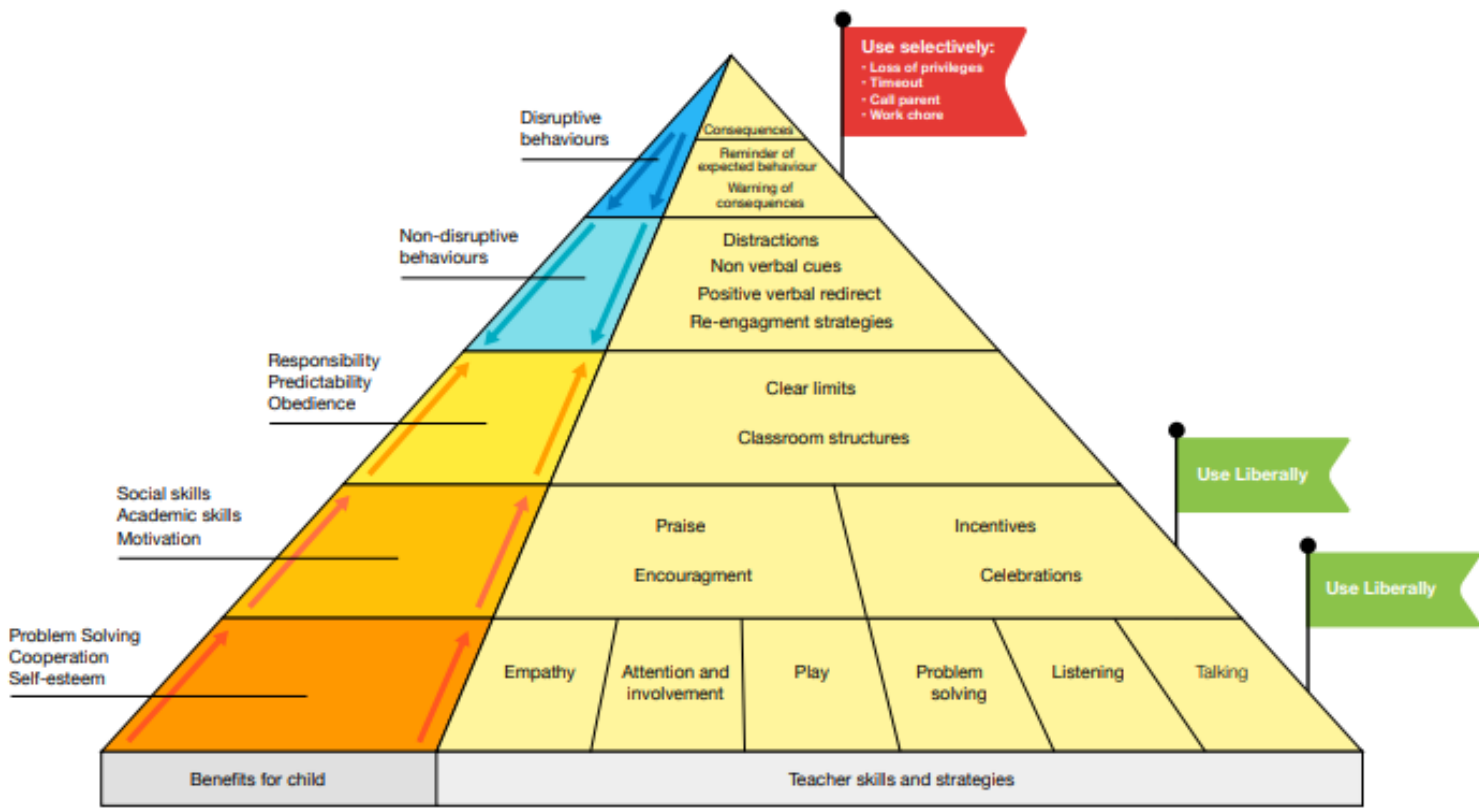 Use selectively:
• Loss of privileges
• Timeout
• Call parent
• Work chore
Disruptive
behaviours
Consequences
Reminder of
expected behaviour
Warning of
consequences
Non-disruptive
behaviours
Distractions
Non verbal cues
Positive verbal redirect
Re-engagment strategies
Responsibility
Predictability
Obedience
Clear limits
Classroom structures
Use Liberally
Social skills
Academic skills
Motivation
Praise
Encouragment
Incentives
Celebrations
Use Liberally
Problem Solving
Cooperation
Self-esteem
Empathy
Attention and
involvement
Play
Problem
solving
Listening
Talking
Benefits for child
Teacher skills and strategies